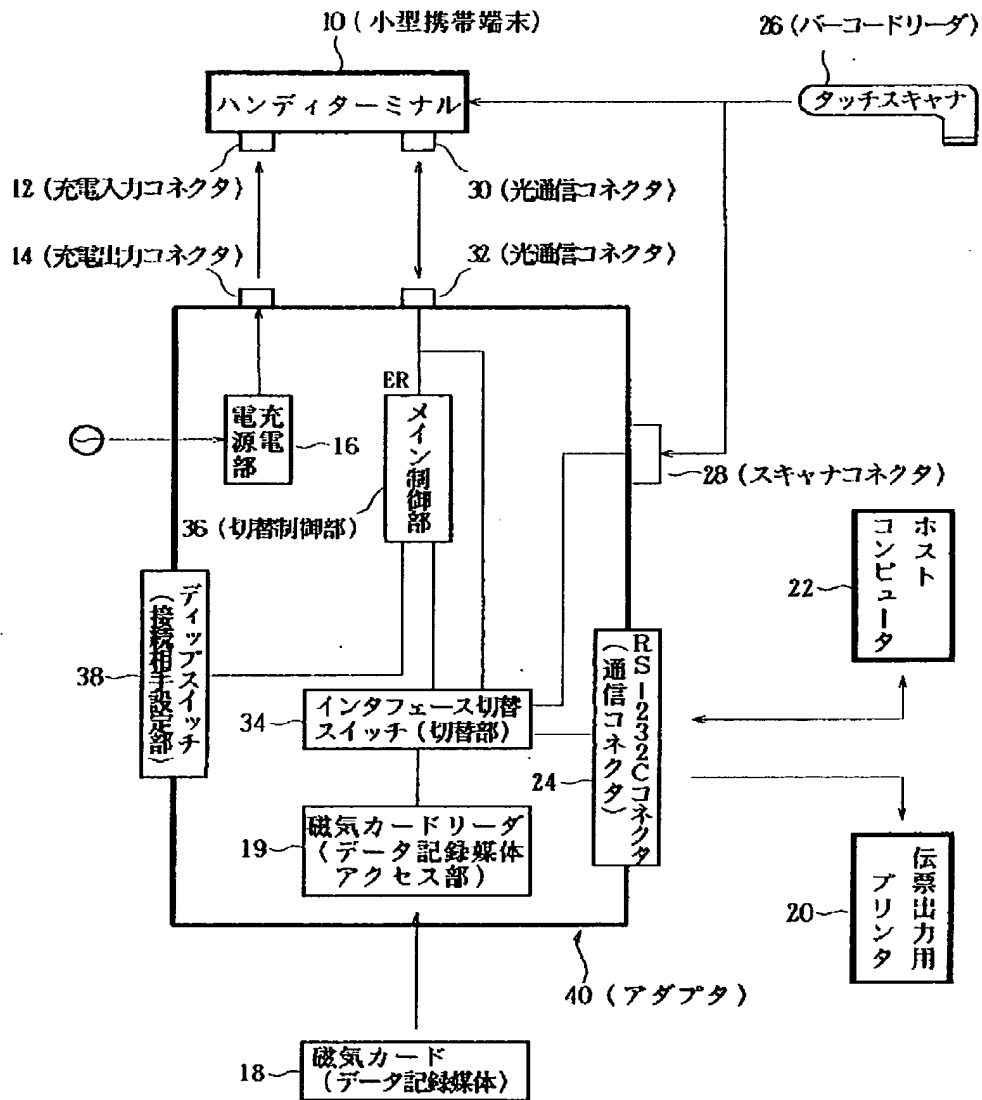 10(小型携帯端末)
26(バーコードリーダ)
ハンディターミナル
タッチスキャナ
12(充電入力コネクタ)
30(光通信コネクタ)
14(充電出力コネクタ)
32(光通信コネクタ)
ER
充電
電源部
16
メイン制御部
28(スキャナコネクタ)
36(切替制御部)
ホスト
コンピュータ
22
ディップスイッチ
(接続相手設定部)
38
RS-232Cコネクタ
(通信コネクタ)
24
34
インタフェース切替
スイッチ(切替部)
19
磁気カードリーダ
(データ記録媒体
アクセス部)
伝票出力用
プリンタ
20
40(アダプタ)
18
磁気カード
(データ記録媒体)